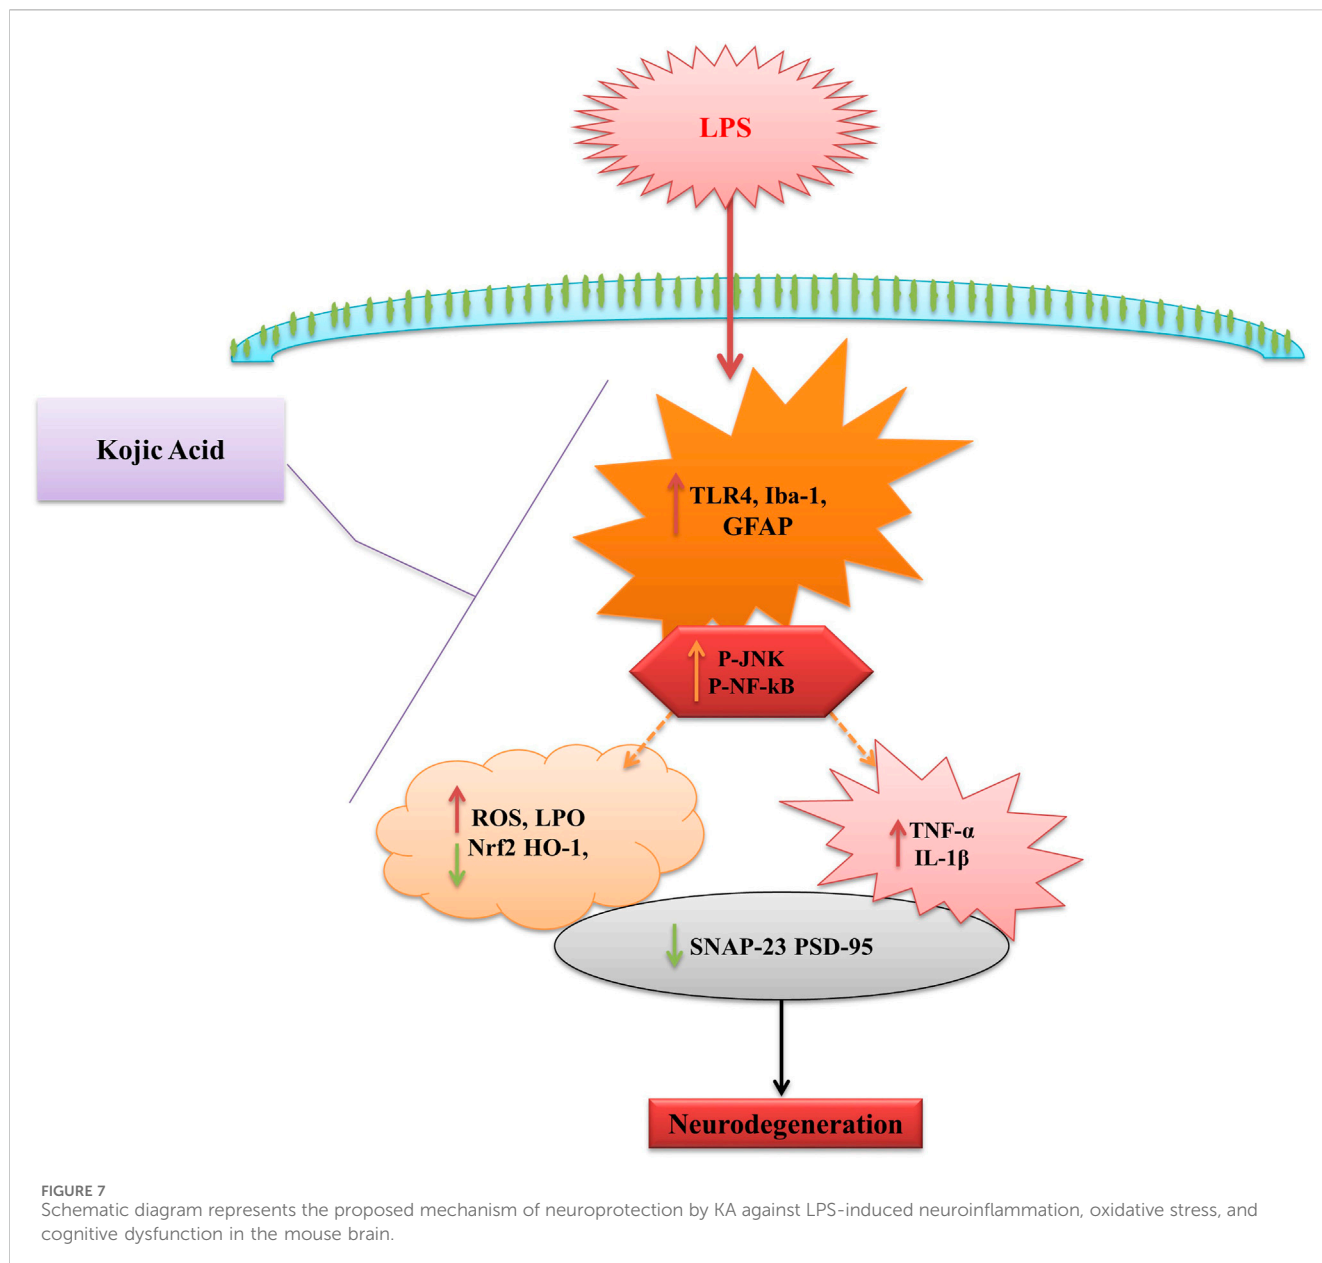 LPS
Kojic Acid
TLR4, Iba-1,
GFAP
P-JNK
P-NF-kB
ROS, LPO
Nrf2 HO-1,
TNF-α
IL-1β
SNAP-23 PSD-95
Neurodegeneration
FIGURE 7
Schematic diagram represents the proposed mechanism of neuroprotection by KA against LPS-induced neuroinflammation, oxidative stress, and
cognitive dysfunction in the mouse brain.